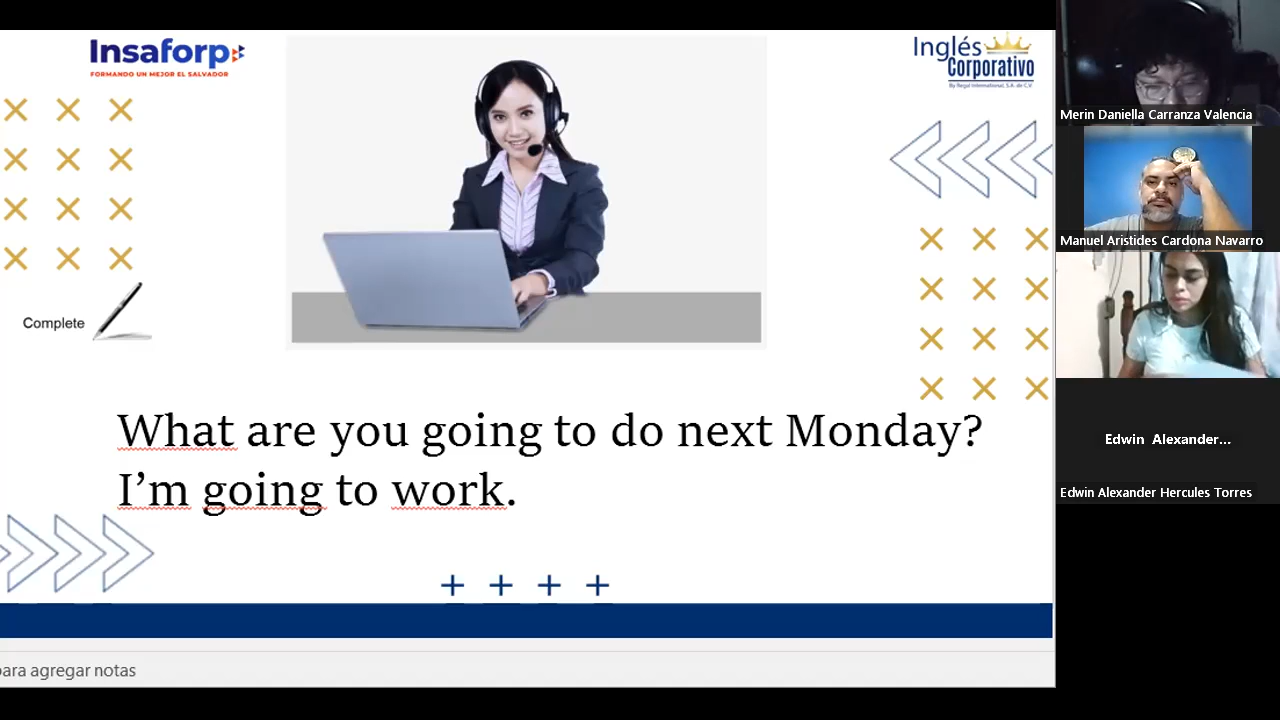 Insaforp
FORMANDO UN MEJOR EL SALVADOR
Inglés
Corporativo
By Regal International, S.A. de C.V.
Complete
What are you going to do next Monday?
I'm going to work.
para agregar notas
Merin Daniella Carranza Valencia
Manuel Aristides Cardona Navarro
Edwin Alexander...
Edwin Alexander Hercules Torres